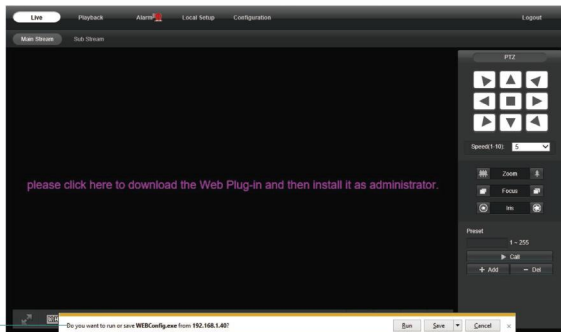 Live Playback Alarm Local Setup Configuration Logout
Main Stream Sub Stream
PTZ
Speed(1-10): 5
please click here to download the Web Plug-in and then install it as administrator.
Zoom
Focus
Iris
Preset
1 ~ 255
Call
Add Del
Do you want to run or save WEBConfig.exe from 192.168.1.40? Run Save Cancel ×